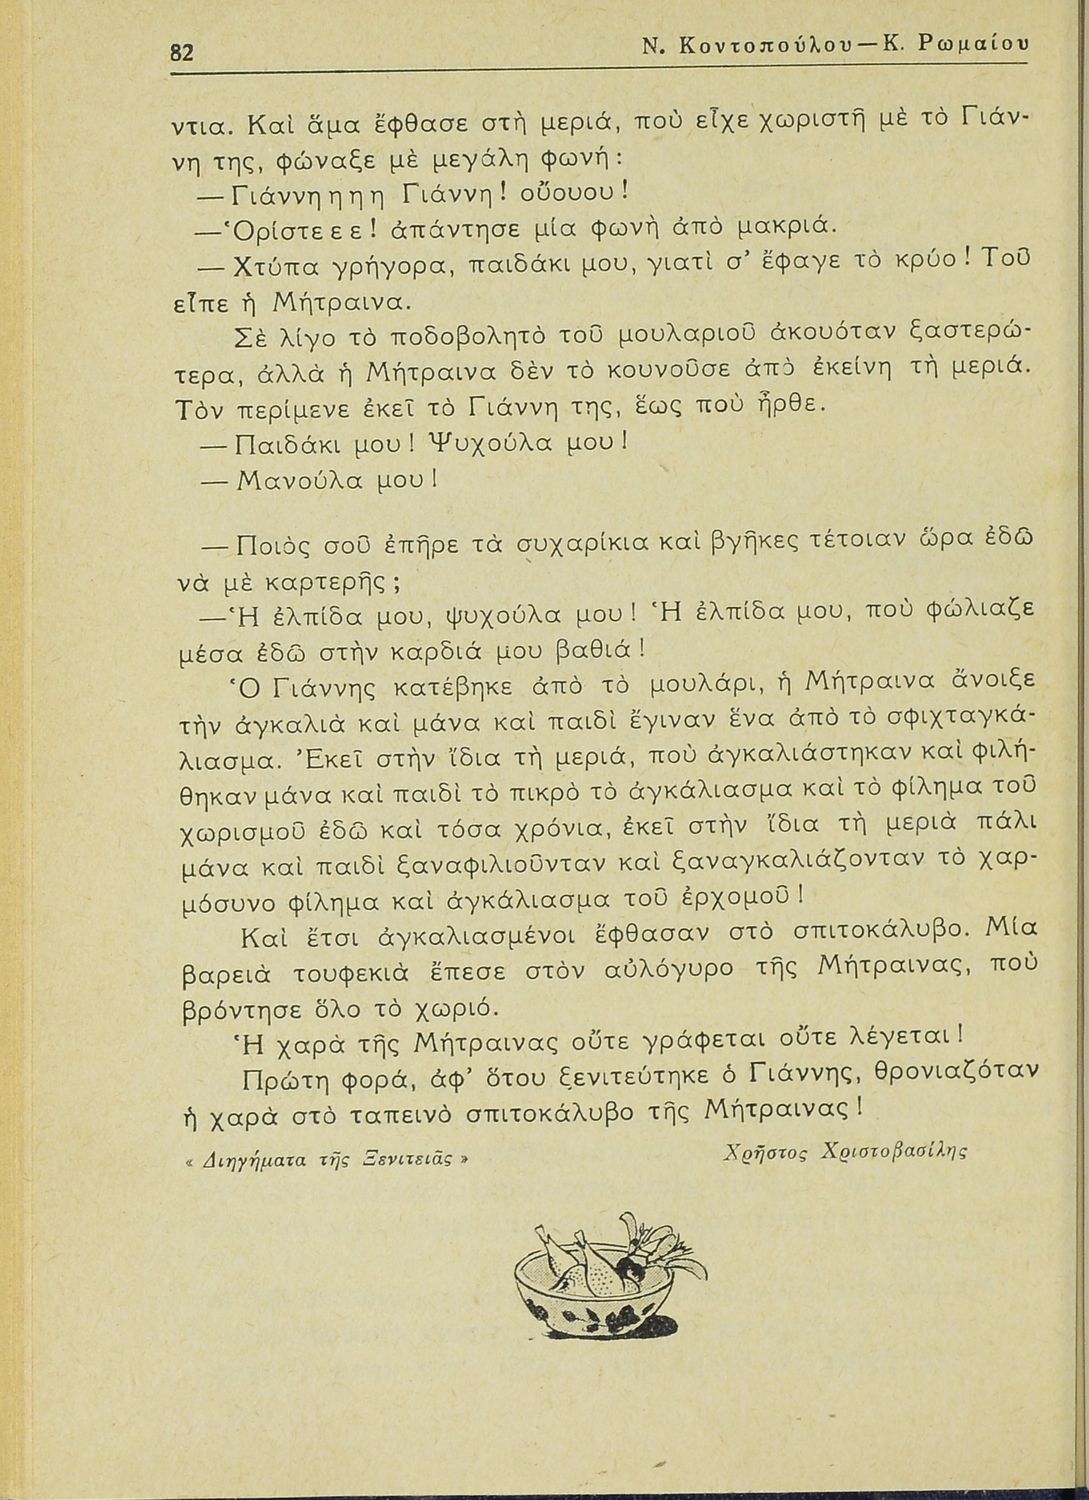 82
Ν. Κοντοπούλου—Κ. Ρωμαίου
ντια. Καὶ ἅμα ἔφθασε στὴ μεριά, ποὺ εἶχε χωριστῆ μὲ τὸ Γιάν-
νη της, φώναξε μὲ μεγάλη φωνή :
— Γιάννη η η η Γιάννη ! οὔουου !
—Ὁρίστε ε ε ! ἀπάντησε μία φωνὴ ἀπὸ μακριά.
— Χτύπα γρήγορα, παιδάκι μου, γιατὶ σ’ ἔφαγε τὸ κρύο ! Τοῦ
εἶπε ἡ Μήτραινα.
Σὲ λίγο τὸ ποδοβολητὸ τοῦ μουλαριοῦ ἀκουόταν ξαστερώ-
τερα, ἀλλὰ ἡ Μήτραινα δὲν τὸ κουνοῦσε ἀπὸ ἐκείνη τὴ μεριά.
Τὸν περίμενε ἐκεῖ τὸ Γιάννη της, ἕως ποὺ ἦρθε.
— Παιδάκι μου ! Ψυχούλα μου !
— Μανούλα μου !
— Ποιὸς σοῦ ἐπῆρε τὰ συχαρίκια καὶ βγῆκες τέτοιαν ὥρα ἐδῶ
νὰ μὲ καρτερῆς ;
—Ἡ ἐλπίδα μου, ψυχούλα μου ! Ἡ ἐλπίδα μου, ποὺ φώλιαζε
μέσα ἐδῶ στὴν καρδιά μου βαθιά !
Ὁ Γιάννης κατέβηκε ἀπὸ τὸ μουλάρι, ἡ Μήτραινα ἄνοιξε
τὴν ἀγκαλιὰ καὶ μάνα καὶ παιδὶ ἔγιναν ἕνα ἀπὸ τὸ σφιχταγκά-
λιασμα. Ἐκεῖ στὴν ἴδια τὴ μεριά, ποὺ ἀγκαλιάστηκαν καὶ φιλή-
θηκαν μάνα καὶ παιδὶ τὸ πικρὸ τὸ ἀγκάλιασμα καὶ τὸ φίλημα τοῦ
χωρισμοῦ ἐδῶ καὶ τόσα χρόνια, ἐκεῖ στὴν ἴδια τὴ μεριὰ πάλι
μάνα καὶ παιδὶ ξαναφιλιοῦνταν καὶ ξαναγκαλιάζονταν τὸ χαρ-
μόσυνο φίλημα καὶ ἀγκάλιασμα τοῦ ἐρχομοῦ !
Καὶ ἔτσι ἀγκαλιασμένοι ἔφθασαν στὸ σπιτοκάλυβο. Μία
βαρειὰ τουφεκιὰ ἔπεσε στὸν αὐλόγυρο τῆς Μήτραινας, ποὺ
βρόντησε ὅλο τὸ χωριό.
Ἡ χαρὰ τῆς Μήτραινας οὔτε γράφεται οὔτε λέγεται !
Πρώτη φορά, ἀφ’ ὅτου ξενιτεύτηκε ὁ Γιάννης, θρονιαζόταν
ἡ χαρὰ στὸ ταπεινὸ σπιτοκάλυβο τῆς Μήτραινας !
« Διηγήματα τῆς Ξενιτειᾶς »
Χρῆστος Χριστοβασίλης